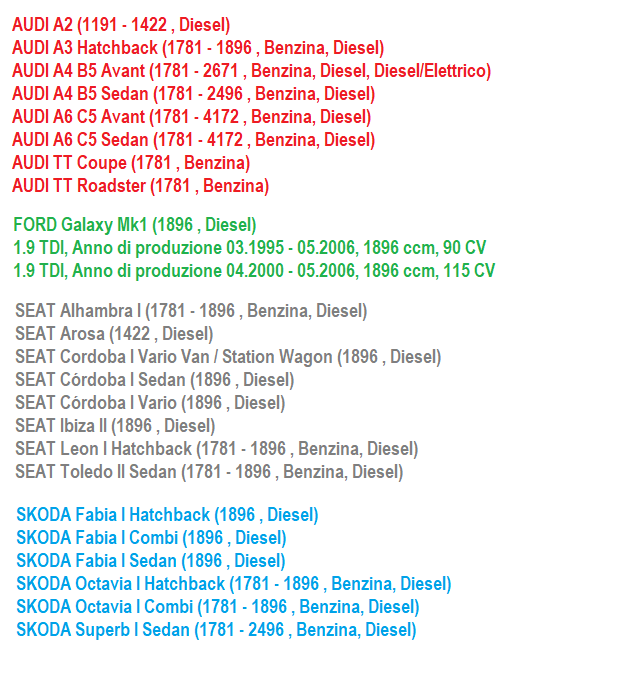 AUDI A2 (1191 - 1422 , Diesel)
AUDI A3 Hatchback (1781 - 1896 , Benzina, Diesel)
AUDI A4 B5 Avant (1781 - 2671 , Benzina, Diesel, Diesel/Elettrico)
AUDI A4 B5 Sedan (1781 - 2496 , Benzina, Diesel)
AUDI A6 C5 Avant (1781 - 4172 , Benzina, Diesel)
AUDI A6 C5 Sedan (1781 - 4172 , Benzina, Diesel)
AUDI TT Coupe (1781 , Benzina)
AUDI TT Roadster (1781 , Benzina)
FORD Galaxy Mk1 (1896 , Diesel)
1.9 TDI, Anno di produzione 03.1995 - 05.2006, 1896 ccm, 90 CV
1.9 TDI, Anno di produzione 04.2000 - 05.2006, 1896 ccm, 115 CV
SEAT Alhambra I (1781 - 1896 , Benzina, Diesel)
SEAT Arosa (1422 , Diesel)
SEAT Cordoba I Vario Van / Station Wagon (1896 , Diesel)
SEAT Córdoba I Sedan (1896 , Diesel)
SEAT Córdoba I Vario (1896 , Diesel)
SEAT Ibiza II (1896 , Diesel)
SEAT Leon I Hatchback (1781 - 1896 , Benzina, Diesel)
SEAT Toledo II Sedan (1781 - 1896 , Benzina, Diesel)
SKODA Fabia I Hatchback (1896 , Diesel)
SKODA Fabia I Combi (1896 , Diesel)
SKODA Fabia I Sedan (1896 , Diesel)
SKODA Octavia I Hatchback (1781 - 1896 , Benzina, Diesel)
SKODA Octavia I Combi (1781 - 1896 , Benzina, Diesel)
SKODA Superb I Sedan (1781 - 2496 , Benzina, Diesel)